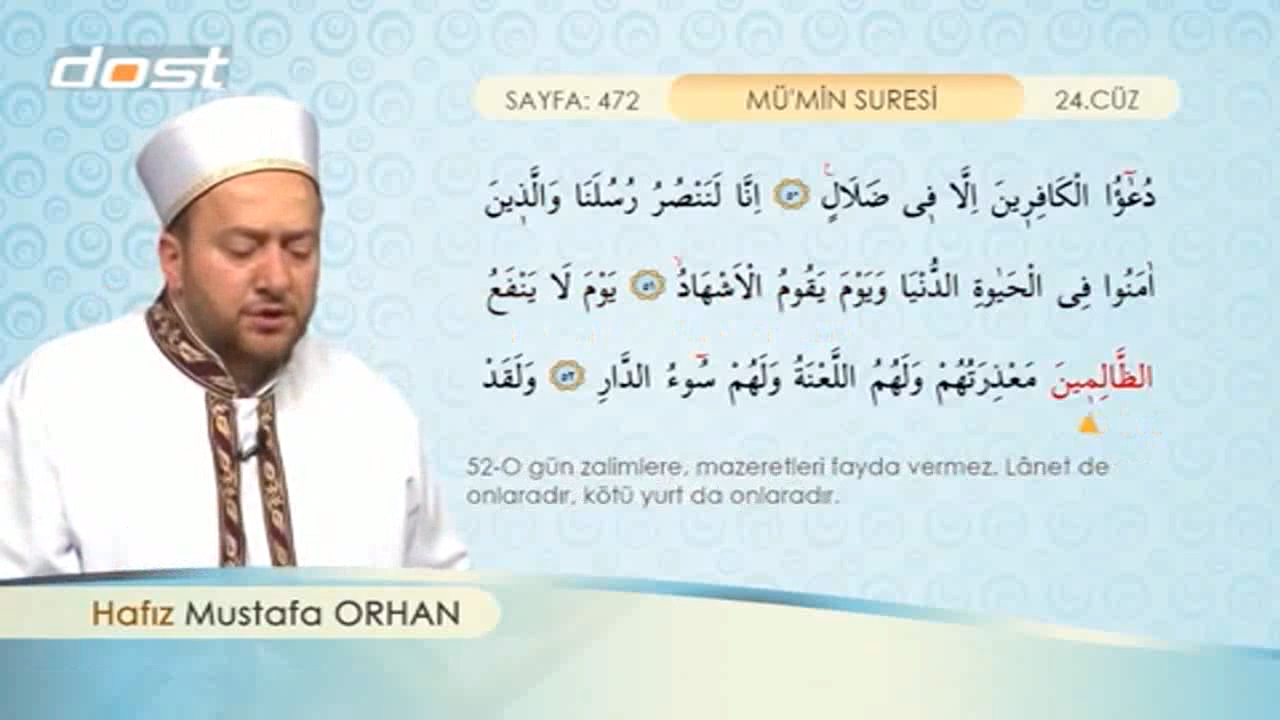 dost
SAYFA: 472
MÜ'MİN SURESİ
24.CÜZ
دُعٰٓؤُا الْكَافِرٖينَ اِلَّا فٖى ضَلَالٍۚ ﴿٥٠﴾ اِنَّا لَنَنْصُرُ رُسُلَنَا وَالَّذٖينَ
اٰمَنُوا فِى الْحَيٰوةِ الدُّنْيَا وَيَوْمَ يَقُومُ الْاَشْهَادُۙ ﴿٥١﴾ يَوْمَ لَا يَنْفَعُ
الظَّالِمٖينَ مَعْذِرَتُهُمْ وَلَهُمُ اللَّعْنَةُ وَلَهُمْ سُٓوءُ الدَّارِ ﴿٥٢﴾ وَلَقَدْ
52-O gün zalimlere, mazeretleri fayda vermez. Lânet de
onlaradır, kötü yurt da onlaradır.
Hafız Mustafa ORHAN